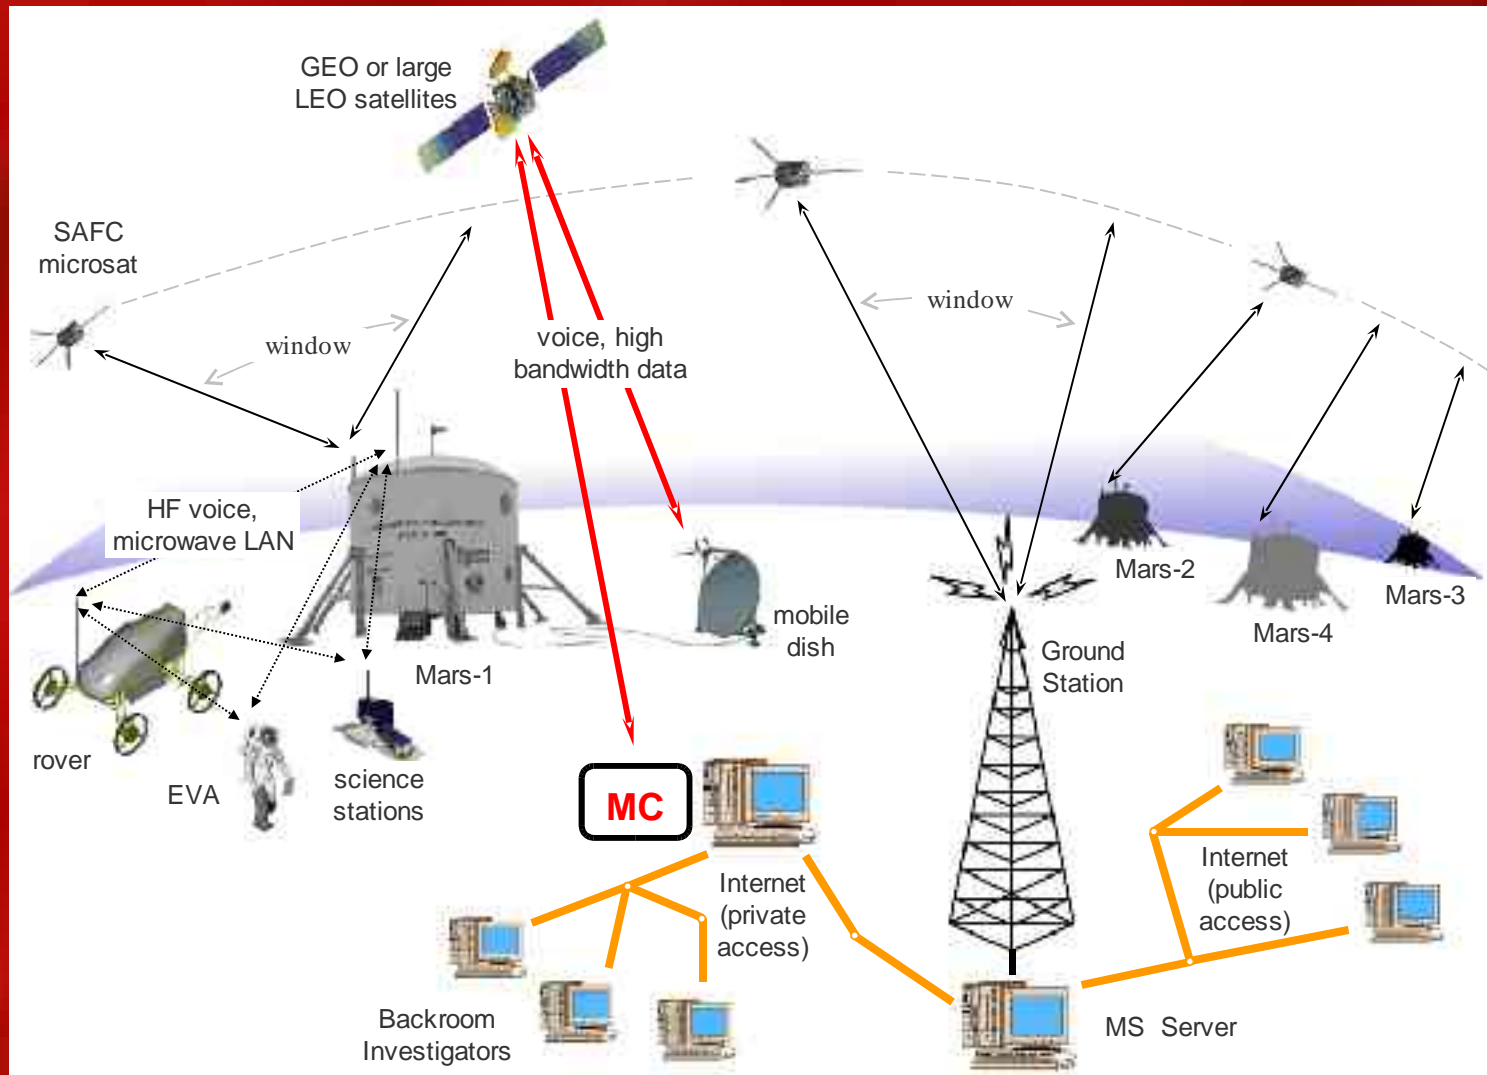 GEO or large
LEO satellites
SAFC
microsat
window
window
voice, high
bandwidth data
HF voice,
microwave LAN
Mars-2
Mars-3
Mars-4
mobile
dish
Mars-1
Ground
Station
rover
EVA
science
stations
MC
Internet
(private
access)
Internet
(public
access)
Backroom
Investigators
MS Server